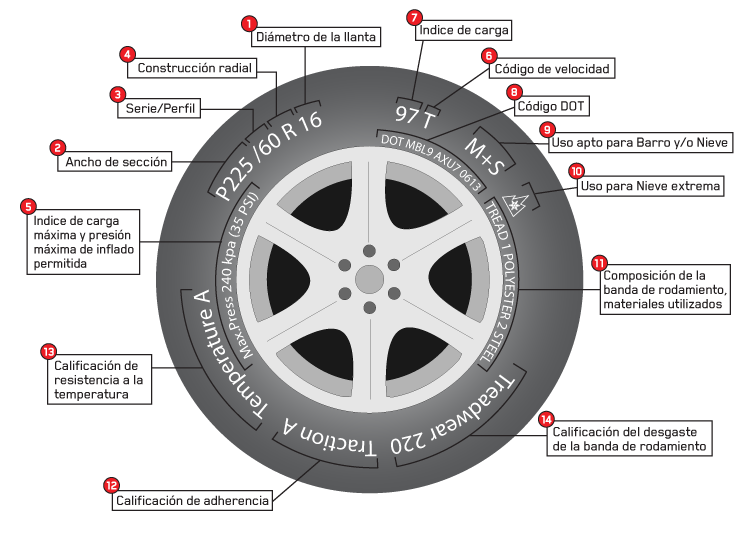 1
Diámetro de la llanta
7
Indice de carga
4
Construcción radial
6
Código de velocidad
3
Serie/Perfil
8
Código DOT
2
Ancho de sección
9
Uso apto para Barro y/o Nieve
10
Uso para Nieve extrema
5
Indice de carga
máxima y presión
máxima de inflado
permitida
11
Composición de la
banda de rodamiento,
materiales utilizados
13
Calificación de
resistencia a la
temperatura
14
Calificación del desgaste
de la banda de rodamiento
12
Calificación de adherencia
P225 /60 R 16
97 T
DOT MBL9 AXU7 0613
M+S
Max.Press 240 kpa (35 PSI)
TREAD 1 POLYESTER 2 STEEL
Temperature A
Traction A
Treadwear 220